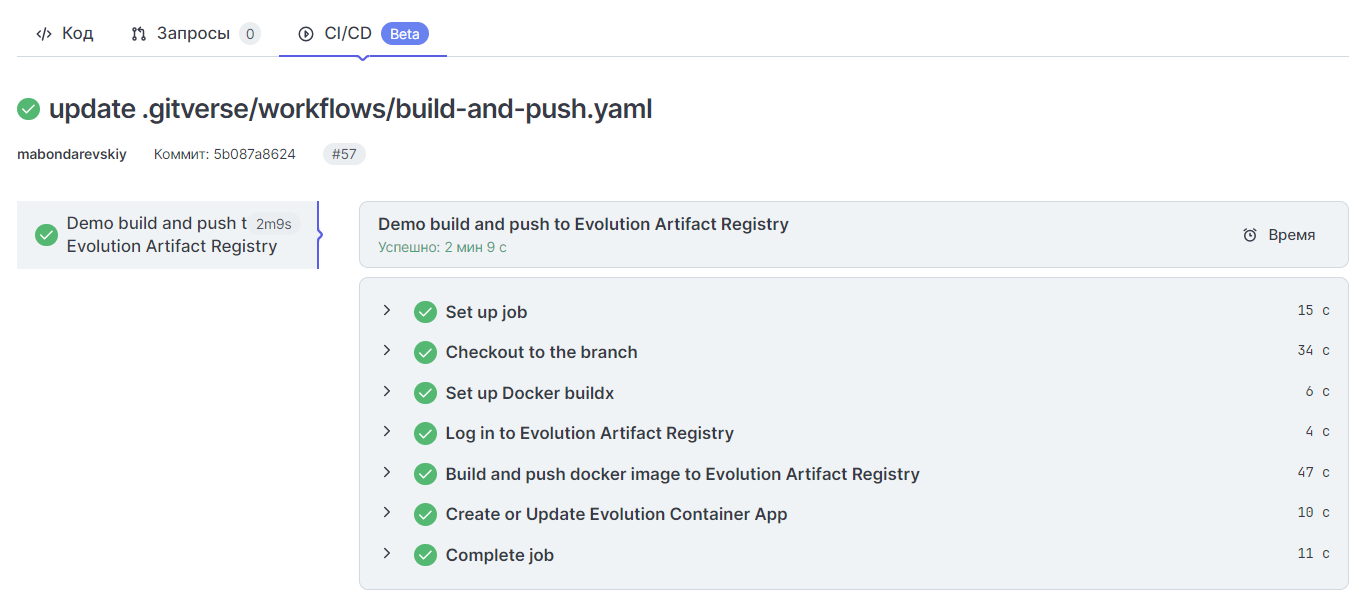 Код Запросы 0 CI/CD Beta
update .gitverse/workflows/build-and-push.yaml
mabondarevskiy Коммит: 5b087a8624 #57
Demo build and push t 2m9s
Evolution Artifact Registry
Demo build and push to Evolution Artifact Registry
Успешно: 2 мин 9 с
Время
Set up job 15 с
Checkout to the branch 34 с
Set up Docker buildx 6 с
Log in to Evolution Artifact Registry 4 с
Build and push docker image to Evolution Artifact Registry 47 с
Create or Update Evolution Container App 10 с
Complete job 11 с